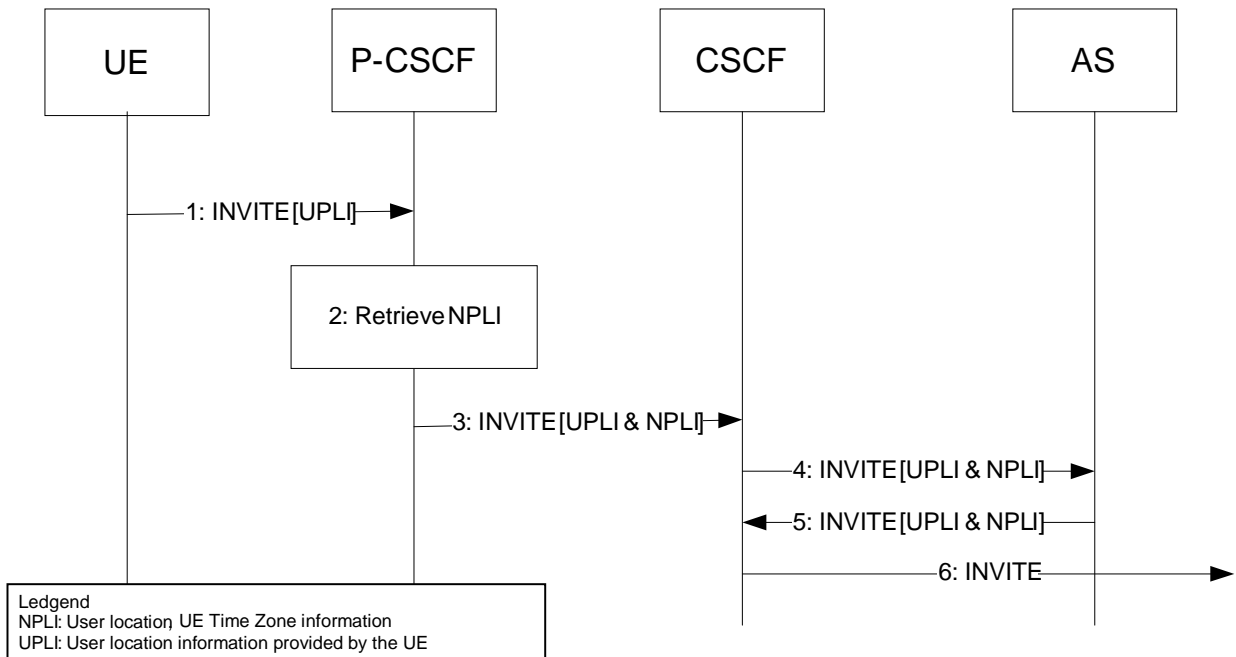 UE
P-CSCF
CSCF
AS
1: INVITE[UPLI]
2: Retrieve NPLI
3: INVITE[UPLI & NPLI]
4: INVITE[UPLI & NPLI]
5: INVITE[UPLI & NPLI]
6: INVITE
Ledgend
NPLI: User location, UE Time Zone information
UPLI: User location information provided by the UE